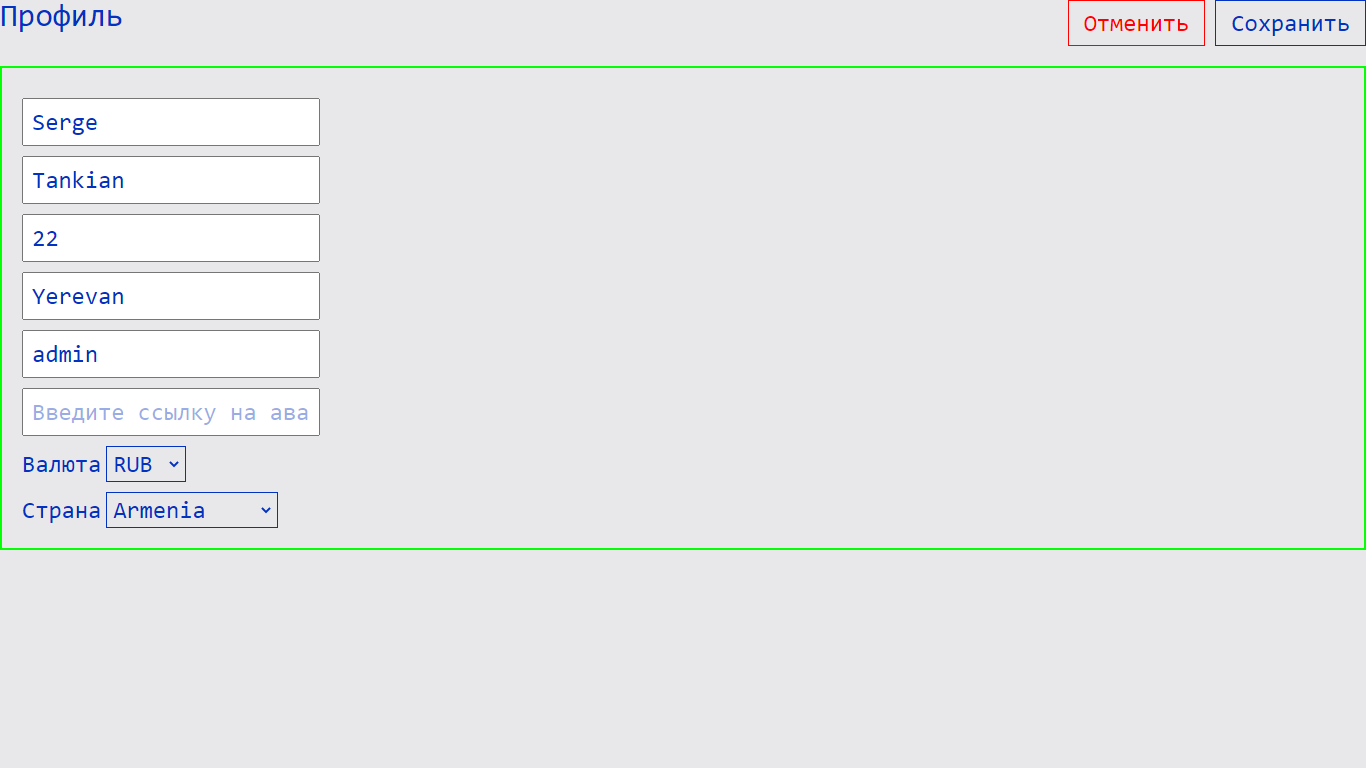 Профиль
Отменить
Сохранить
Serge
Tankian
22
Yerevan
admin
Введите ссылку на ава
Валюта RUB
Страна Armenia